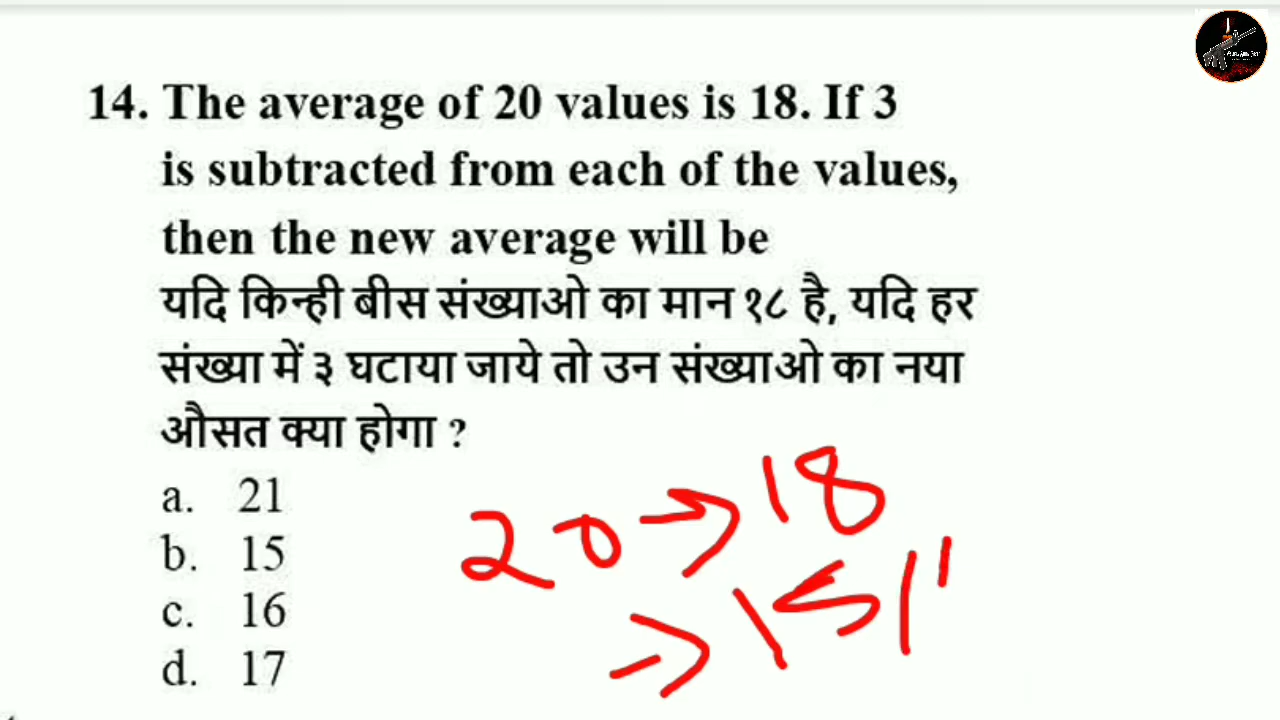 14. The average of 20 values is 18. If 3
is subtracted from each of the values,
then the new average will be
यदि किन्ही बीस संख्याओ का मान १८ है, यदि हर
संख्या में ३ घटाया जाये तो उन संख्याओ का नया
औसत क्या होगा ?
a. 21
b. 15
c. 16
d. 17
20 → 18
→ 15